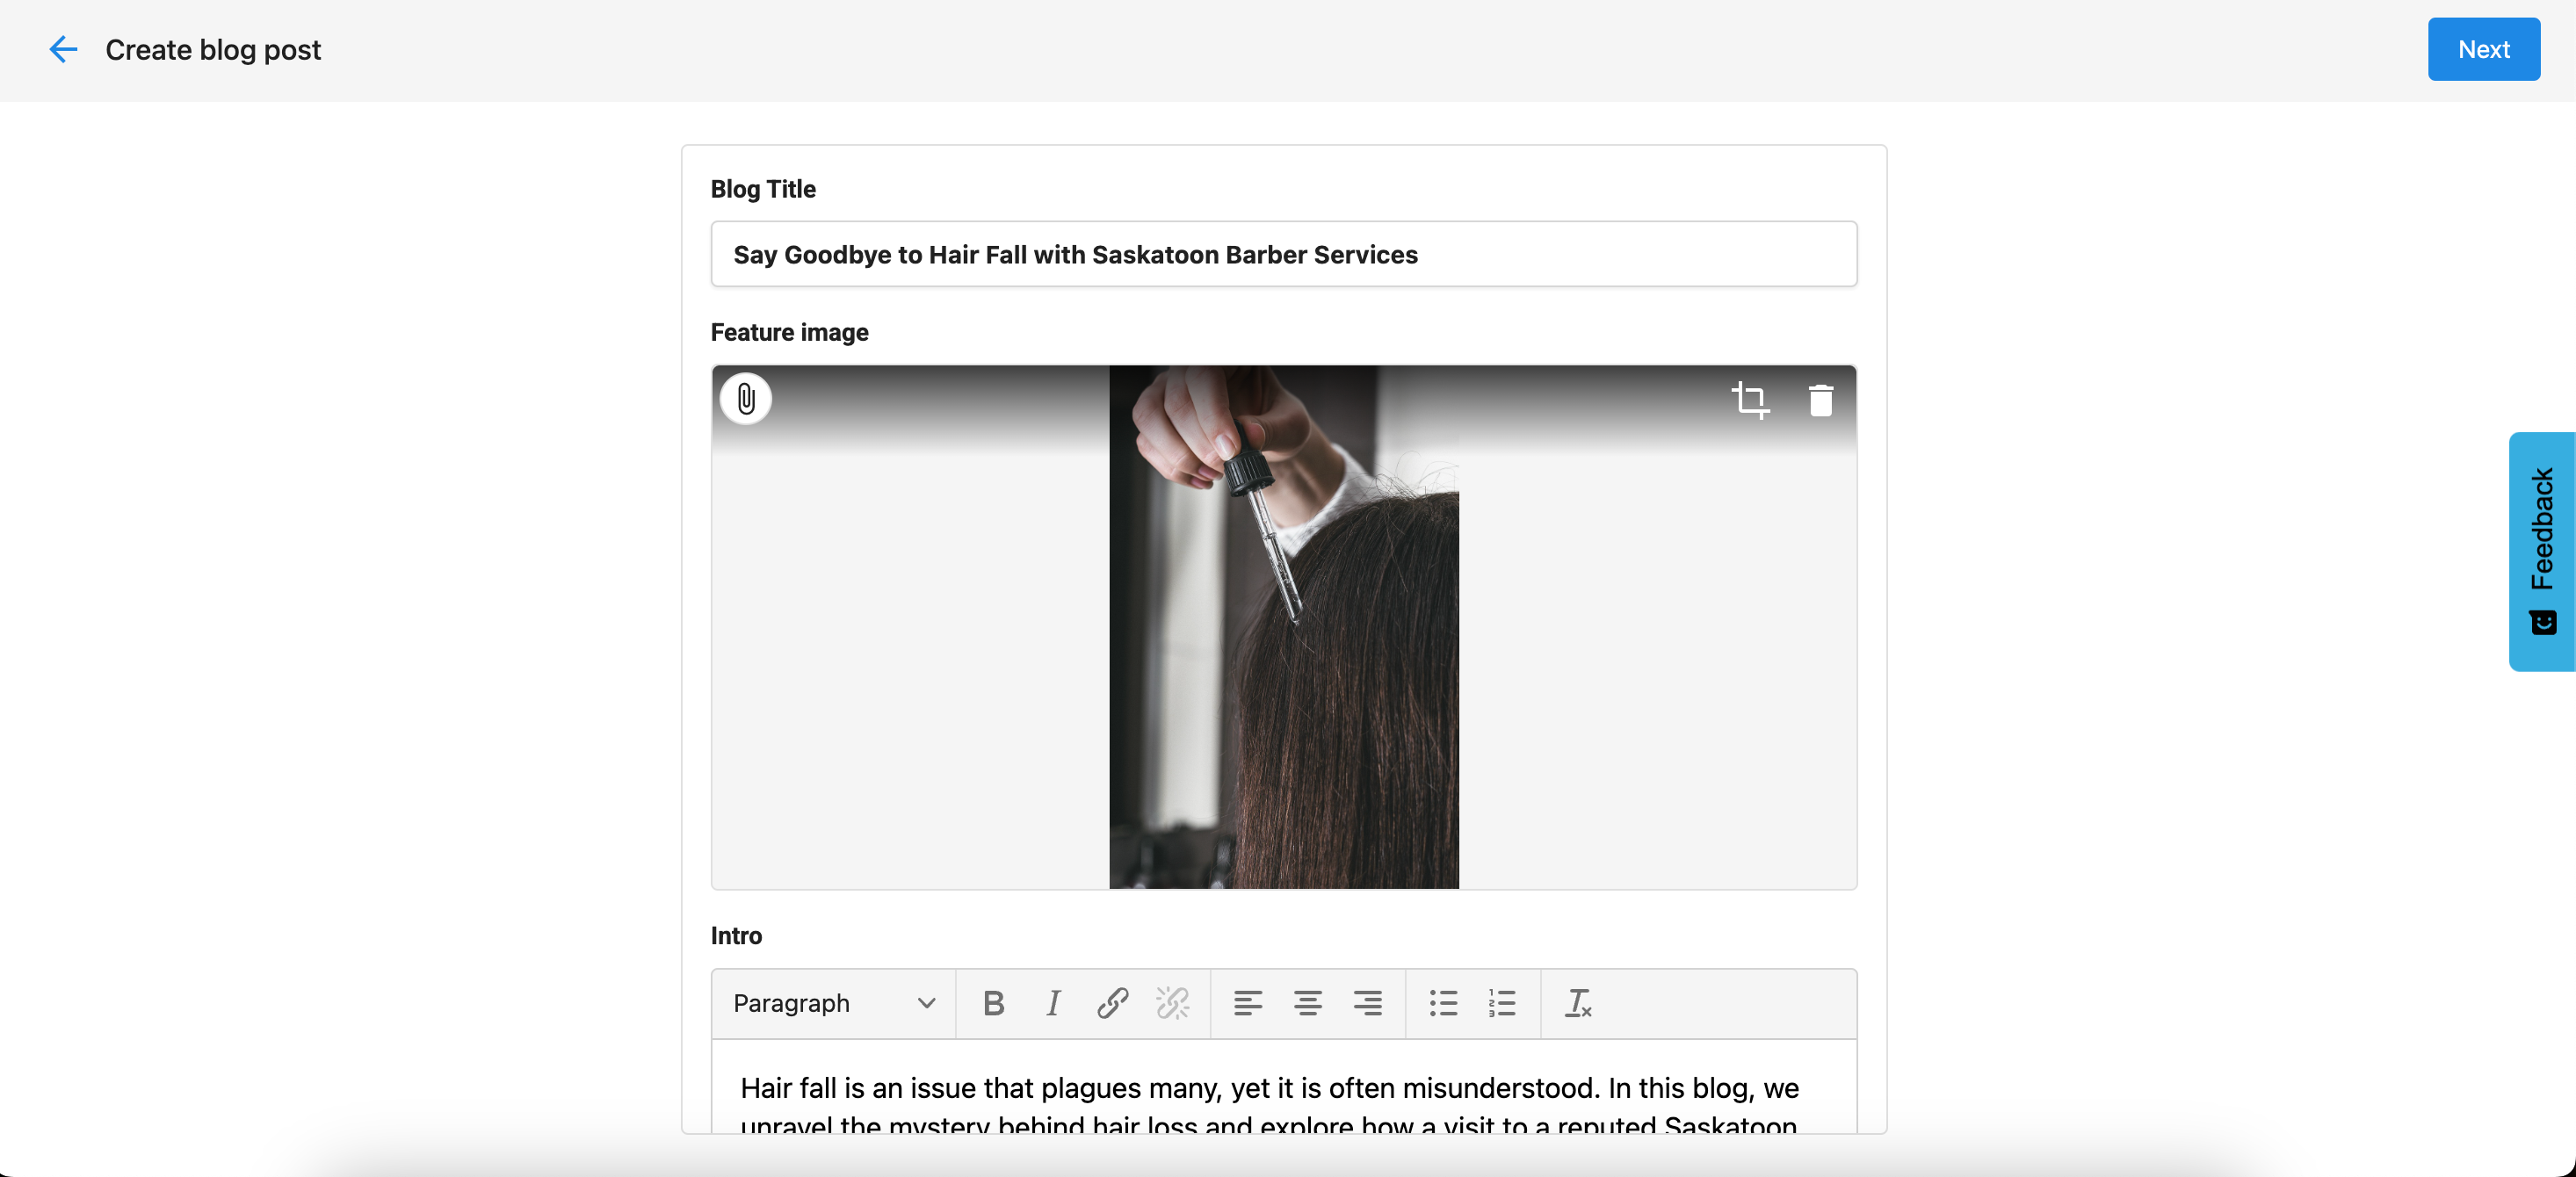 Create blog post
Next
Blog Title
Say Goodbye to Hair Fall with Saskatoon Barber Services
Feature image
Feedback
Intro
Paragraph
B I
Hair fall is an issue that plagues many, yet it is often misunderstood. In this blog, we
unravel the mystery behind hair loss and explore how a visit to a reputed Saskatoon